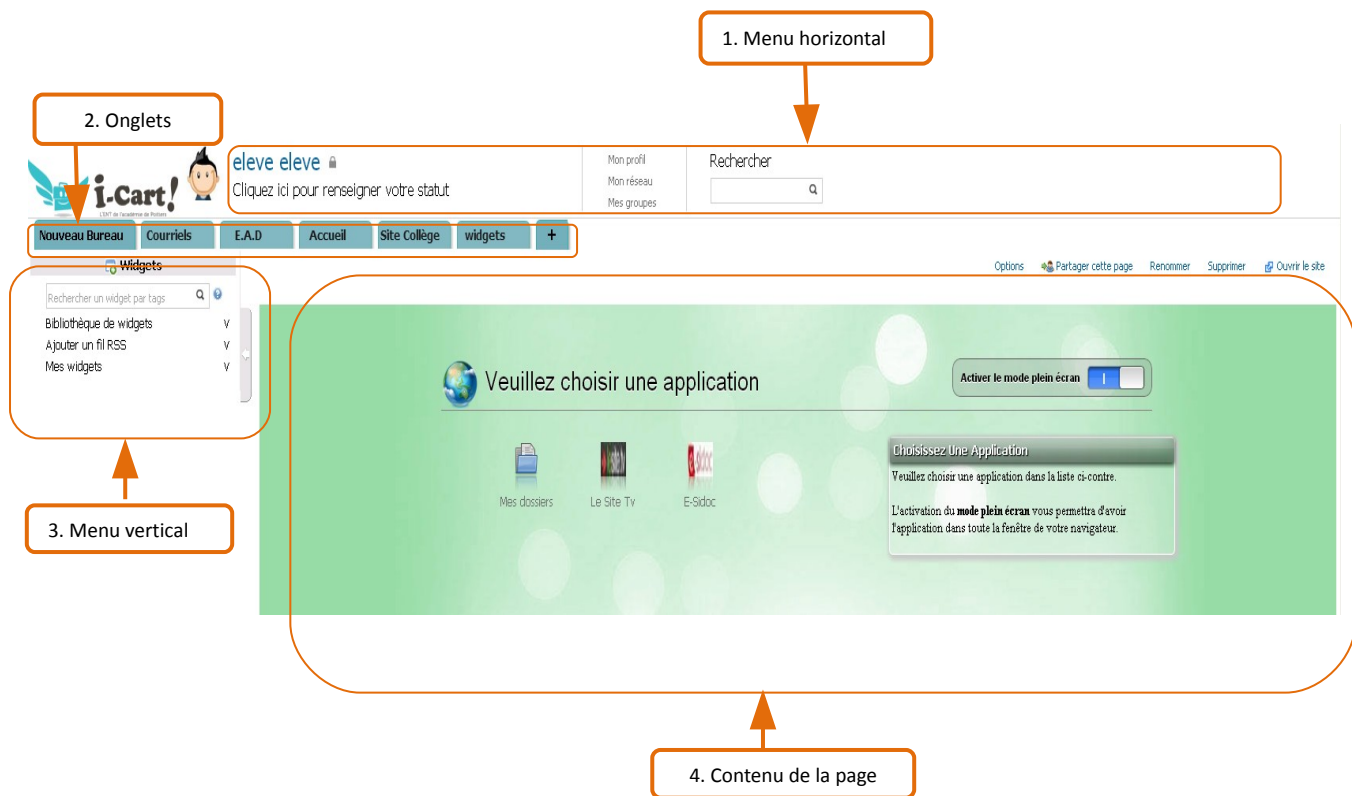 1. Menu horizontal
2. Onglets
i-Cart!
L'ENT de l'académie de Poitiers
eleve eleve
Cliquez ici pour renseigner votre statut
Mon profil
Mon réseau
Mes groupes
Rechercher
Nouveau Bureau
Courriels
E.A.D
Accueil
Site Collège
widgets
+
Widgets
Options
Partager cette page
Renommer
Supprimer
Ouvrir le site
Rechercher un widget par tags
Bibliothèque de widgets V
Ajouter un fil RSS V
Mes widgets V
Veuillez choisir une application
Activer le mode plein écran
Mes dossiers
Le Site Tv
E-Sidoc
Choisissez Une Application
Veuillez choisir une application dans la liste ci-contre.
L'activation du mode plein écran vous permettra d'avoir
l'application dans toute la fenêtre de votre navigateur.
3. Menu vertical
4. Contenu de la page